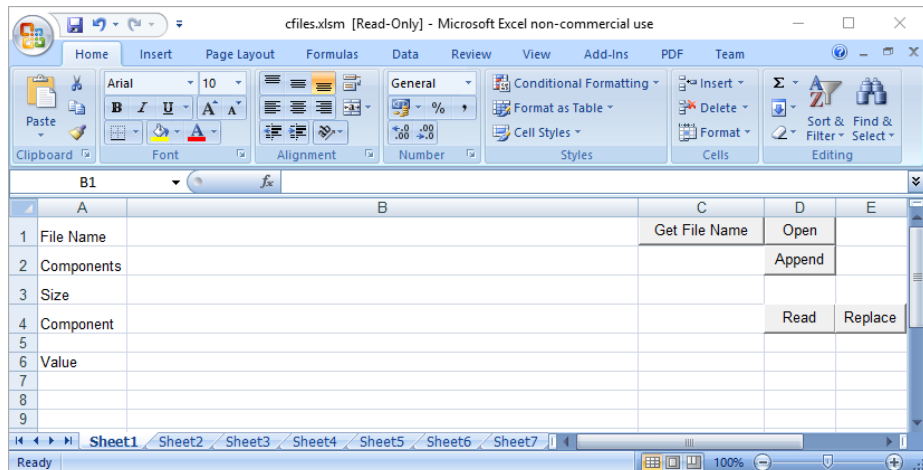 cfiles.xlsm [Read-Only] - Microsoft Excel non-commercial use
Home Insert Page Layout Formulas Data Review View Add-Ins PDF Team
Paste
Arial 10
B I U A A
A
General
% ,
.0 .00
.00 .0
Conditional Formatting
Format as Table
Cell Styles
Insert
Delete
Format
Σ
Sort & Filter
Find & Select
Clipboard Font Alignment Number Styles Cells Editing
B1 fx
A B C D E
1 File Name Get File Name Open
2 Components Append
3 Size
4 Component Read Replace
5
6 Value
7
8
9
Sheet1 Sheet2 Sheet3 Sheet4 Sheet5 Sheet6 Sheet7
Ready 100%